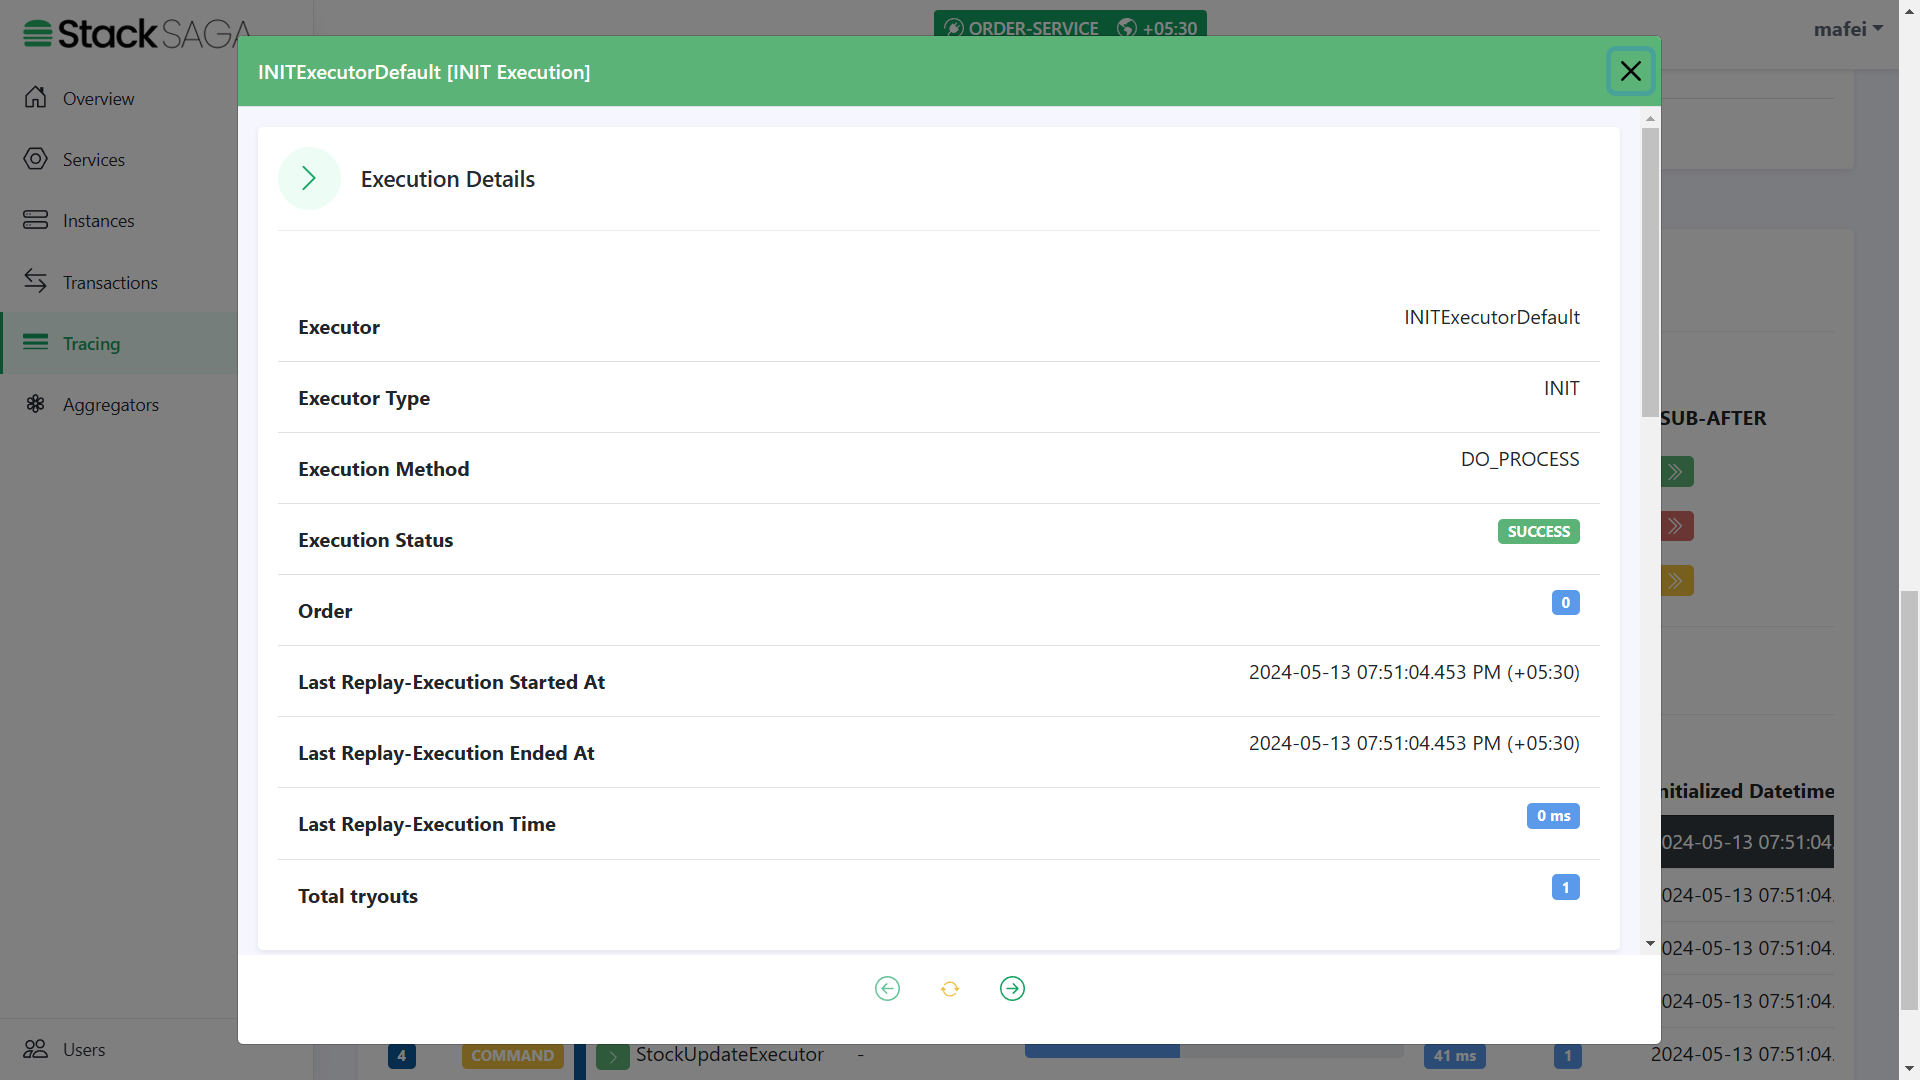 StackSAGA
ORDER-SERVICE +05:30
mafei
INITExecutorDefault [INIT Execution]
Overview
Services
Instances
Transactions
Tracing
Aggregators
Users
Execution Details
Executor INITExecutorDefault
Executor Type INIT
Execution Method DO_PROCESS
Execution Status SUCCESS
Order 0
Last Replay-Execution Started At 2024-05-13 07:51:04.453 PM (+05:30)
Last Replay-Execution Ended At 2024-05-13 07:51:04.453 PM (+05:30)
Last Replay-Execution Time 0 ms
Total tryouts 1
SUB-AFTER
nitialized Datetime
024-05-13 07:51:04.
024-05-13 07:51:04.
024-05-13 07:51:04.
024-05-13 07:51:04.
4 COMMAND StockUpdateExecutor - 41 ms 1 2024-05-13 07:51:04.